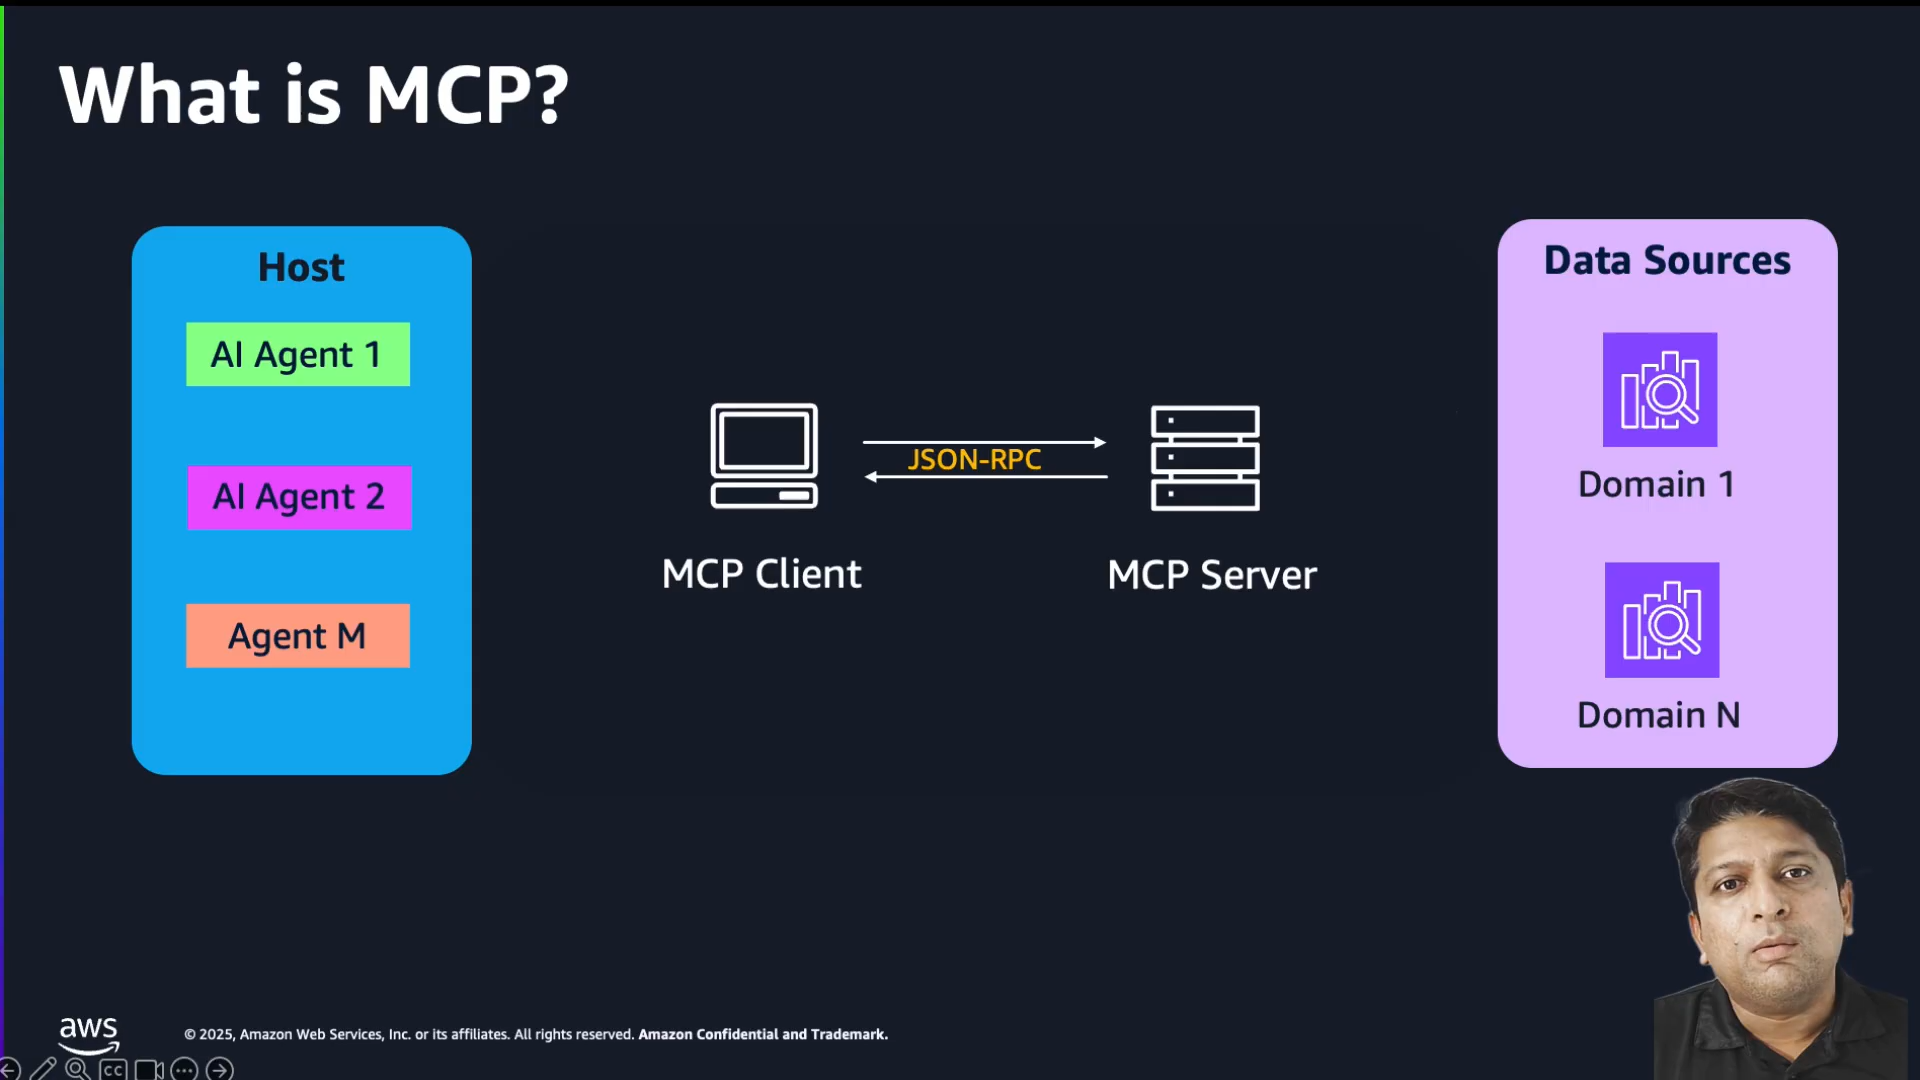 What is MCP?
Host
AI Agent 1
AI Agent 2
Agent M
JSON-RPC
MCP Client
MCP Server
Data Sources
Domain 1
Domain N
aws
© 2025, Amazon Web Services, Inc. or its affiliates. All rights reserved. Amazon Confidential and Trademark.
CC